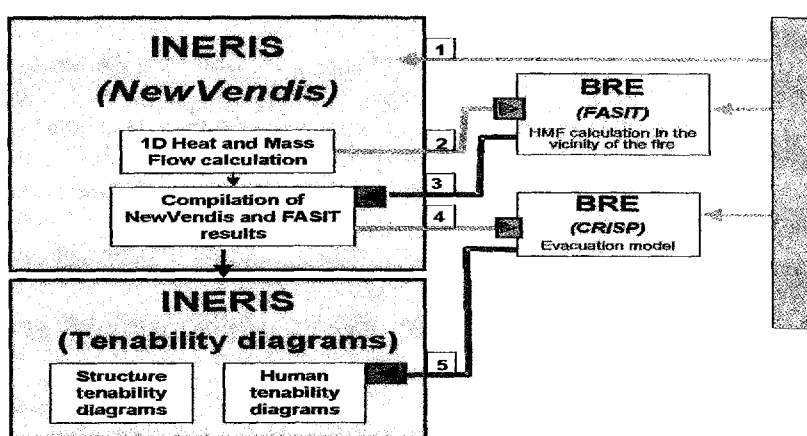 INERIS
(NewVendis)
1D Heat and Mass
Flow calculation
Compilation of
NewVendis and FASIT
results
1
2
3
4
BRE
(FASIT)
HMF calculation in the
vicinity of the fire
BRE
(CRISP)
Evacuation model
INERIS
(Tenability diagrams)
Structure
tenability
diagrams
Human
tenability
diagrams
5